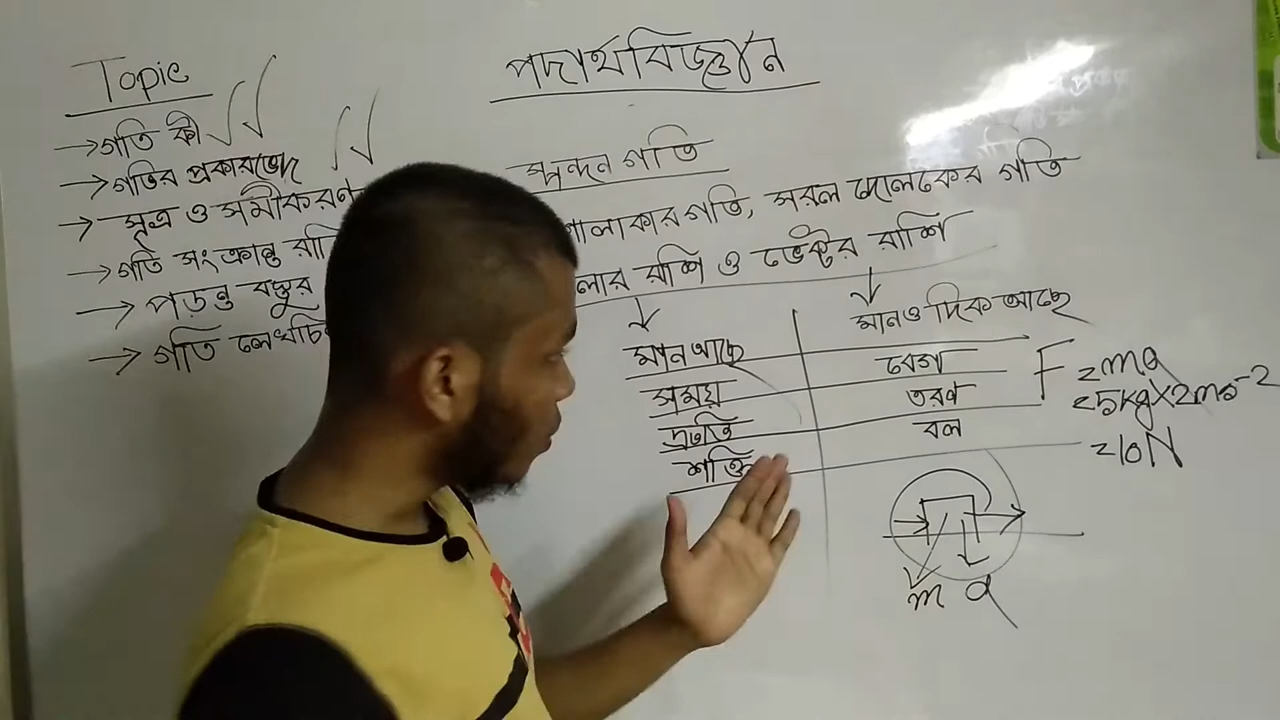 পদার্থবিজ্ঞান
Topic
→গতি কী
→গতির প্রকারভেদ
→ সূত্র ও সমীকরণ
→গতি সংক্রান্ত
→ পড়ন্ত বস্তুর
→ গতি
স্পন্দন গতি
গতি, সরল দোলকের গতি
রাশি ও ভেক্টর রাশি
মান আছে
মান ও দিক আছে
সময়
দ্রুতি
শক্তি
বেগ
ত্বরণ
বল
F =ma
=5kg×2ms⁻²
=10N
m a